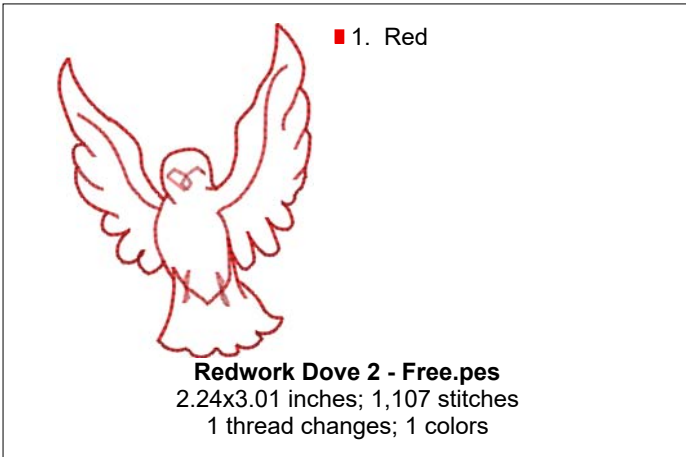 1. Red
Redwork Dove 2 - Free.pes
2.24x3.01 inches; 1,107 stitches
1 thread changes; 1 colors